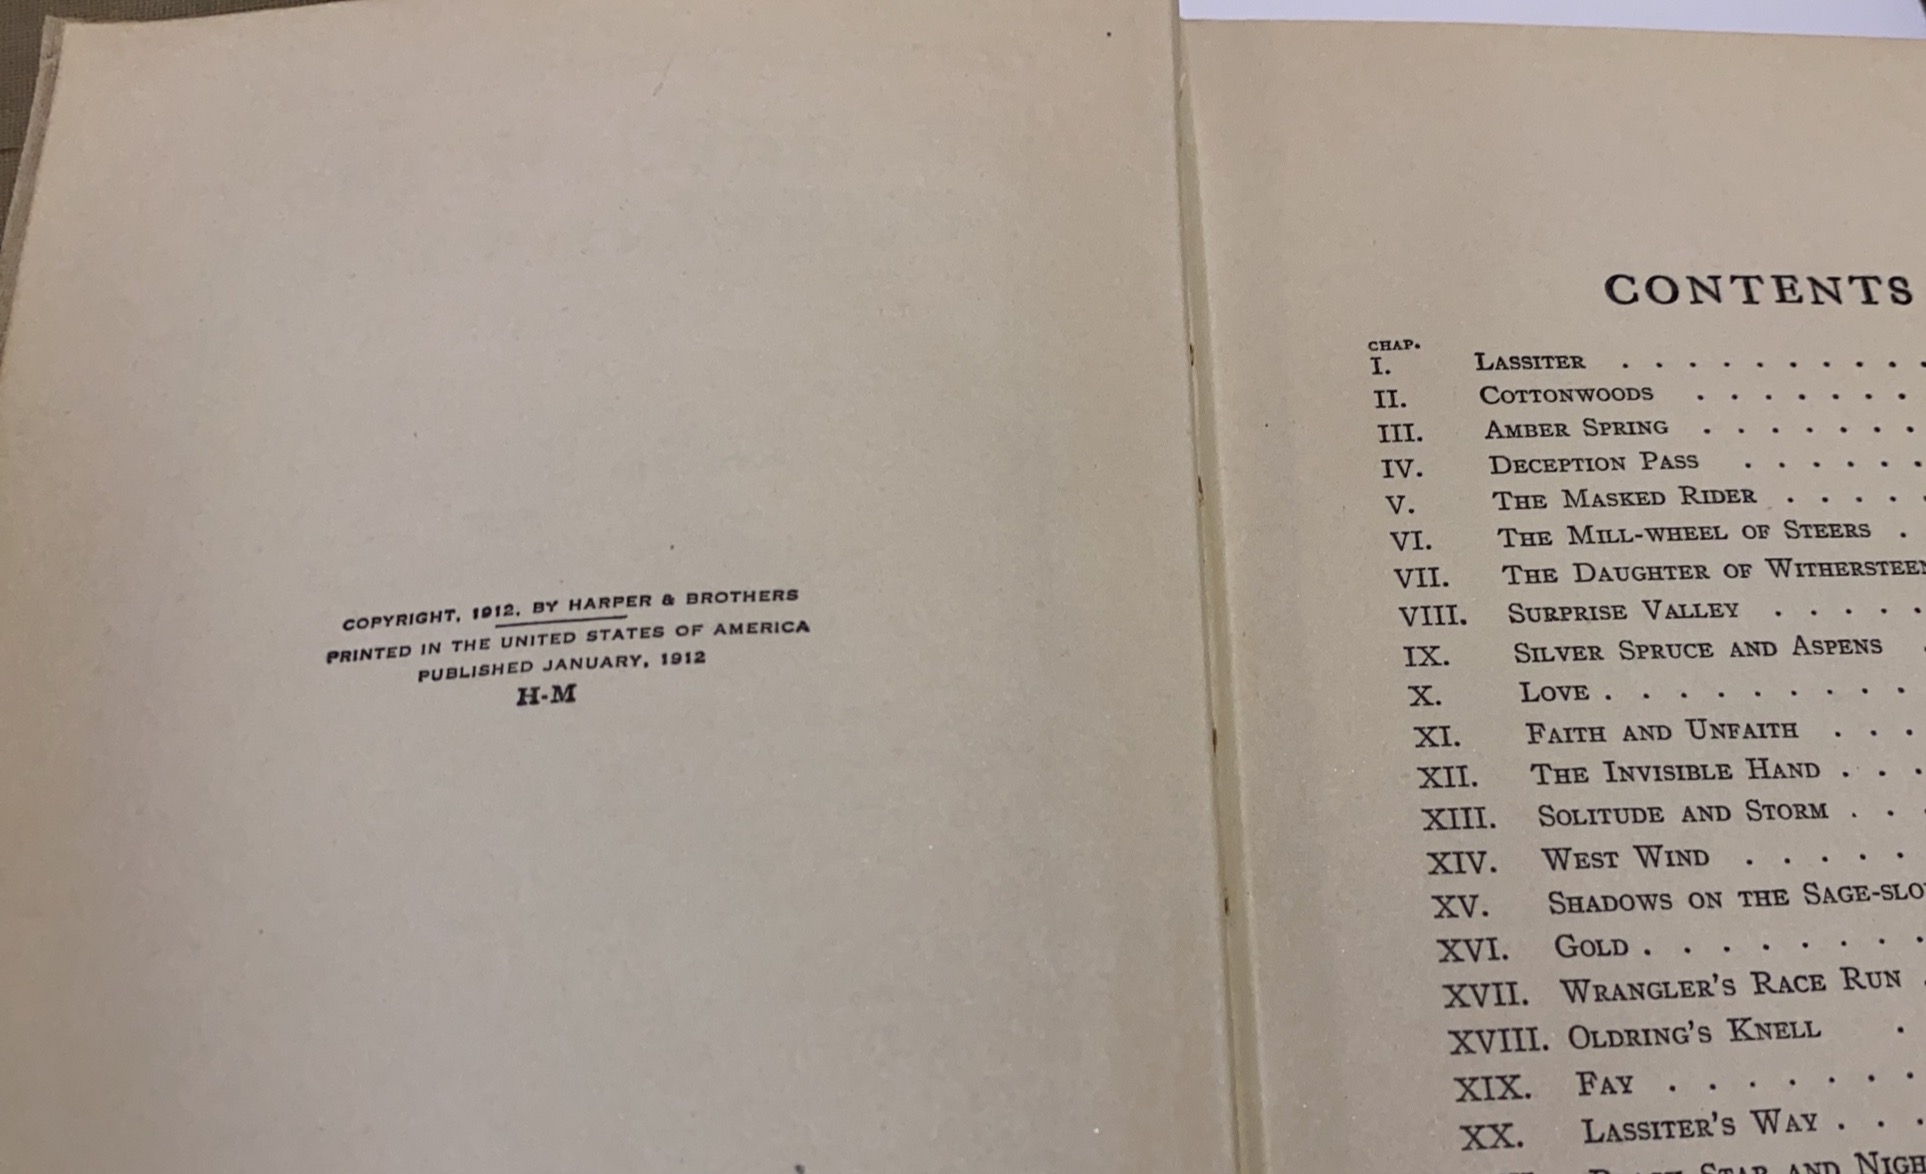 COPYRIGHT, 1912, BY HARPER & BROTHERS
PRINTED IN THE UNITED STATES OF AMERICA
PUBLISHED JANUARY, 1912
H-M
CONTENTS
CHAP.
I. LASSITER . . . . . . . . . .
II. COTTONWOODS . . . . . . .
III. AMBER SPRING . . . . . . .
IV. DECEPTION PASS . . . . . .
V. THE MASKED RIDER . . . . .
VI. THE MILL-WHEEL OF STEERS .
VII. THE DAUGHTER OF WITHERSTEEN
VIII. SURPRISE VALLEY . . . . .
IX. SILVER SPRUCE AND ASPENS .
X. LOVE . . . . . . . . .
XI. FAITH AND UNFAITH . . .
XII. THE INVISIBLE HAND . . .
XIII. SOLITUDE AND STORM . . .
XIV. WEST WIND . . . . .
XV. SHADOWS ON THE SAGE-SLO
XVI. GOLD . . . . . . . .
XVII. WRANGLER'S RACE RUN .
XVIII. OLDRING'S KNELL .
XIX. FAY . . . . . . .
XX. LASSITER'S WAY . . .
STAR AND NIGH